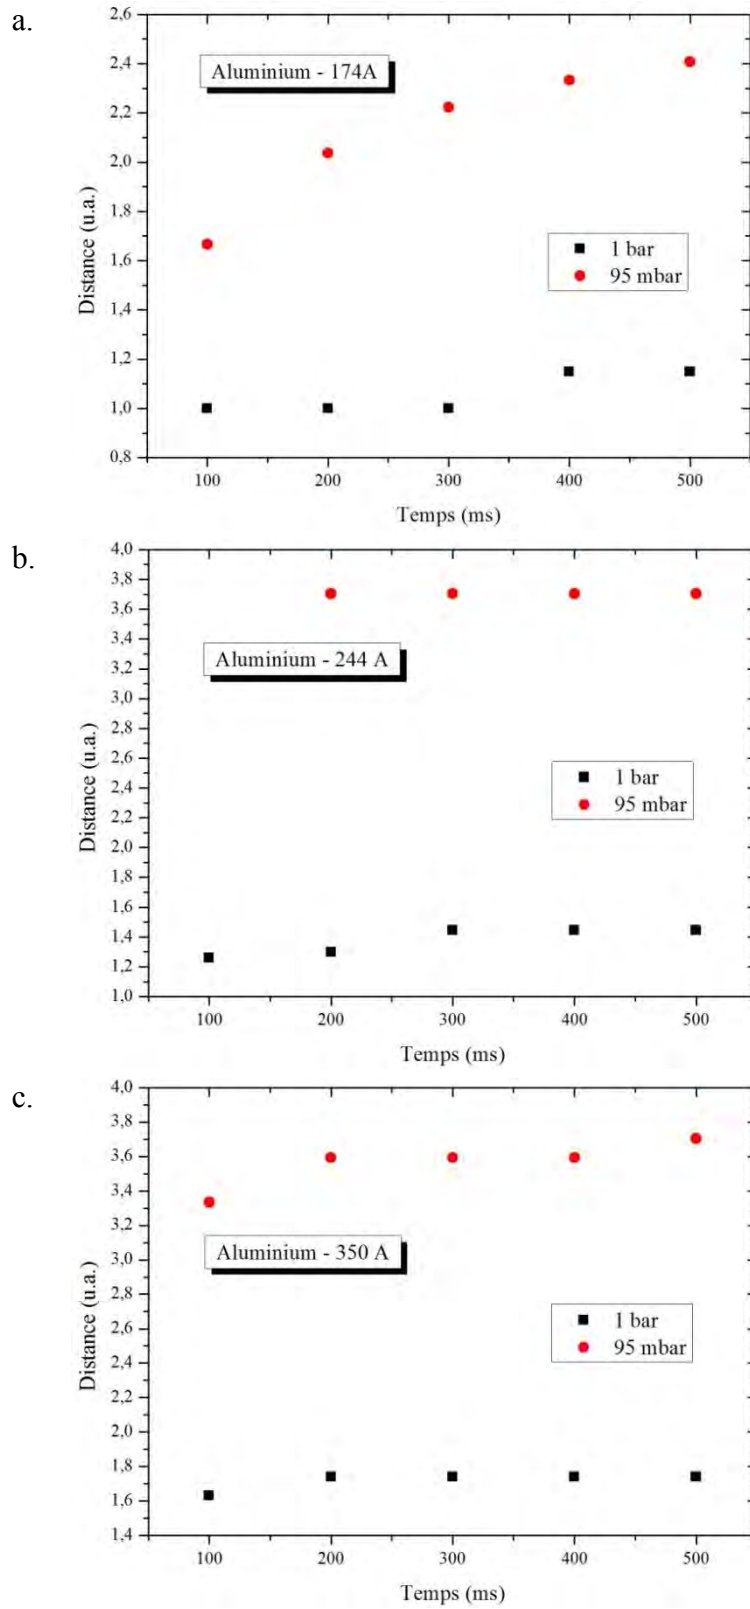 a.
2,6
2,4
2,2
2,0
1,8
1,6
1,4
1,2
1,0
0,8
Distance (u.a.)
Aluminium - 174A
1 bar
95 mbar
100 200 300 400 500
Temps (ms)
b.
4,0
3,8
3,6
3,4
3,2
3,0
2,8
2,6
2,4
2,2
2,0
1,8
1,6
1,4
1,2
1,0
Distance (u.a.)
Aluminium - 244 A
1 bar
95 mbar
100 200 300 400 500
Temps (ms)
c.
4,0
3,8
3,6
3,4
3,2
3,0
2,8
2,6
2,4
2,2
2,0
1,8
1,6
1,4
Distance (u.a.)
Aluminium - 350 A
1 bar
95 mbar
100 200 300 400 500
Temps (ms)